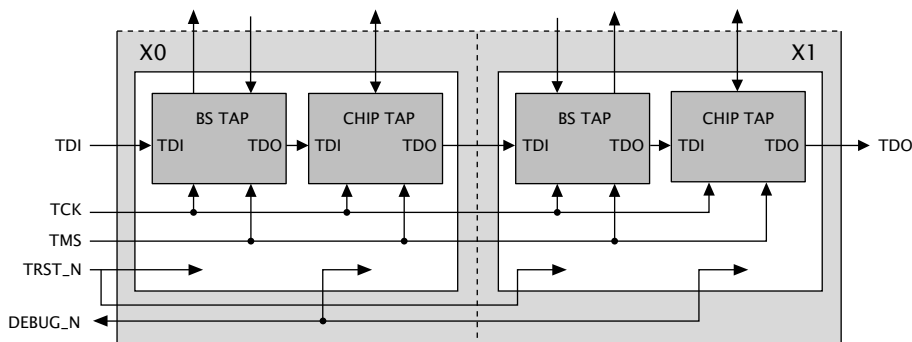 X0 X1
BS TAP CHIP TAP BS TAP CHIP TAP
TDI TDI TDO TDI TDO TDI TDO TDI TDO TDO
TCK
TMS
TRST_N
DEBUG_N